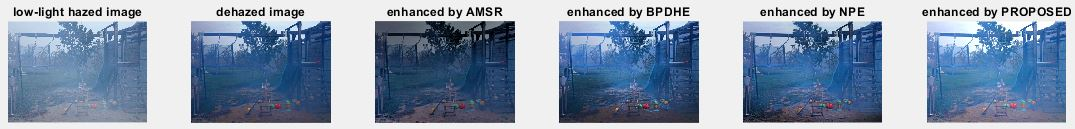 low-light hazed image
dehazed image
enhanced by AMSR
enhanced by BPDHE
enhanced by NPE
enhanced by PROPOSED